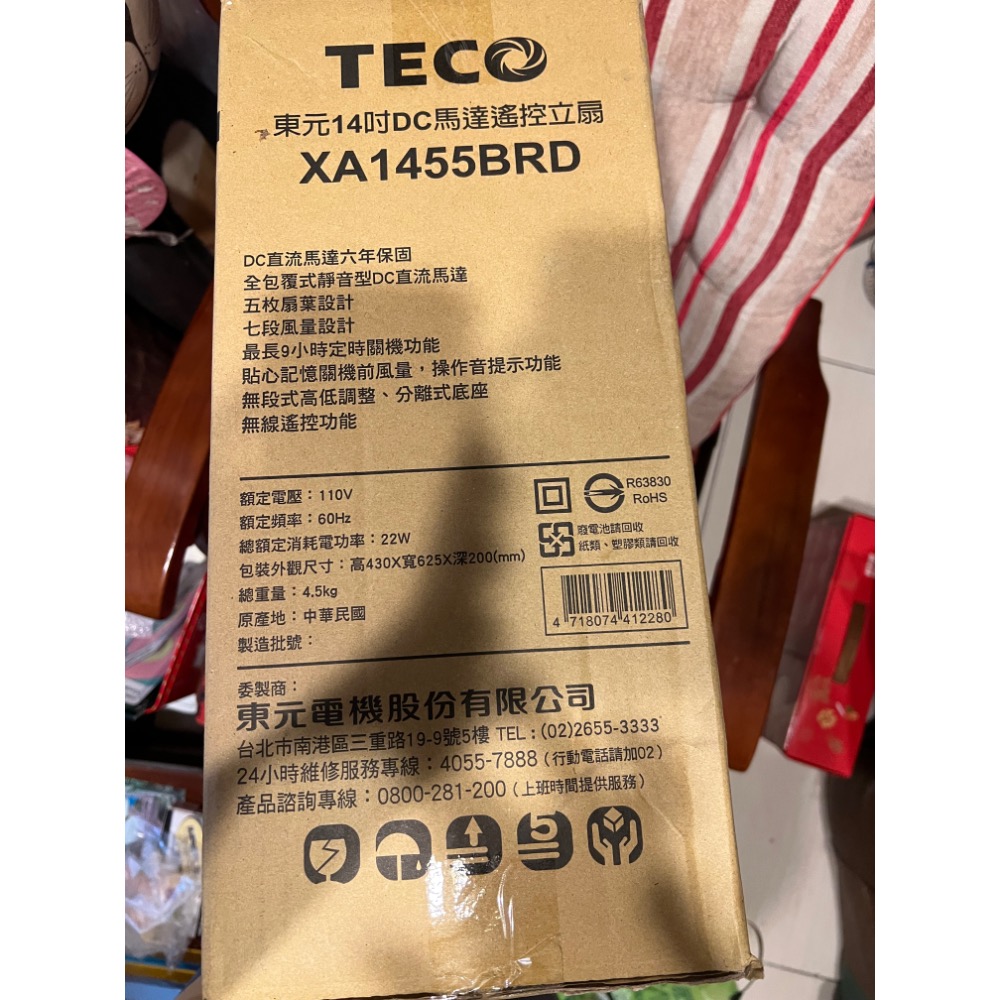 TECO
東元14吋DC馬達遙控立扇
XA1455BRD
DC直流馬達六年保固
全包覆式靜音型DC直流馬達
五枚扇葉設計
七段風量設計
最長9小時定時關機功能
貼心記憶關機前風量,操作音提示功能
無段式高低調整、分離式底座
無線遙控功能
額定電壓:110V
額定頻率:60Hz
總額定消耗電功率:22W
包裝外觀尺寸:高430X寬625X深200(mm)
總重量:4.5kg
原產地:中華民國
製造批號:
R63830
RoHS
廢電池請回收
紙類、塑膠類請回收
4 718074 412280
委製商:
東元電機股份有限公司
台北市南港區三重路19-9號5樓 TEL:(02)2655-3333
24小時維修服務專線:4055-7888(行動電話請加02)
產品諮詢專線:0800-281-200(上班時間提供服務)
5